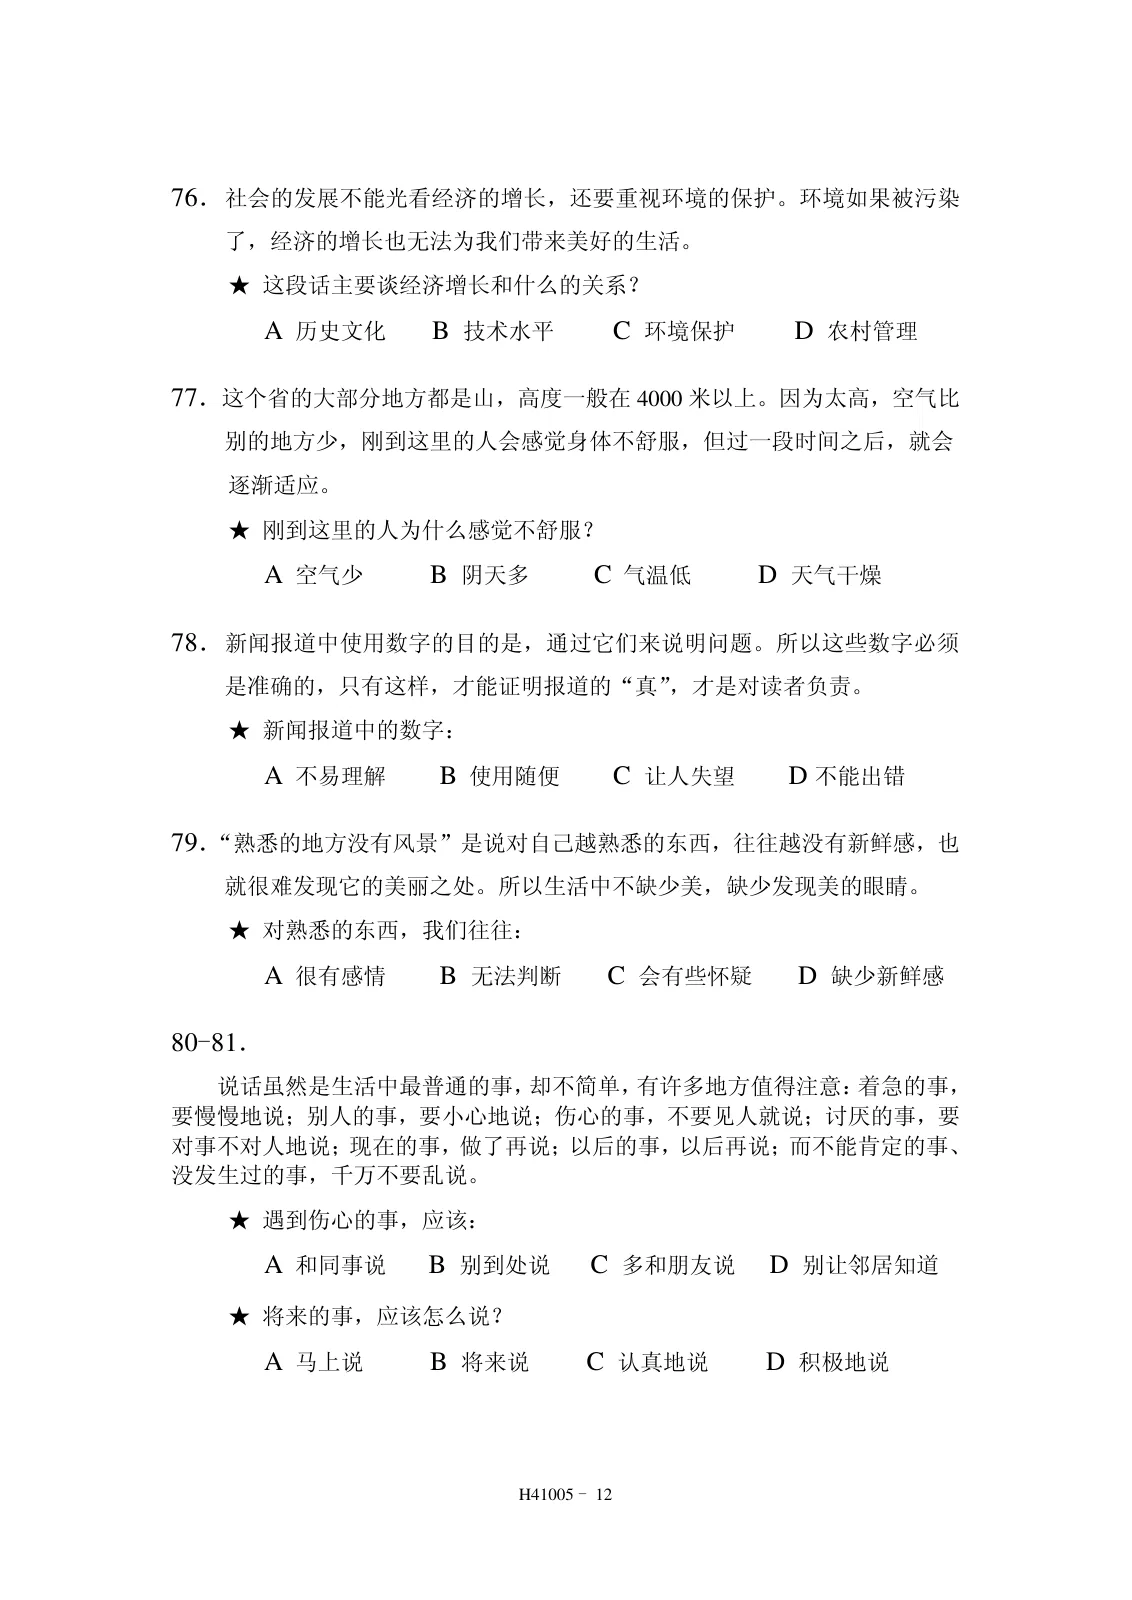 76．社会的发展不能光看经济的增长，还要重视环境的保护。环境如果被污染
了，经济的增长也无法为我们带来美好的生活。
★ 这段话主要谈经济增长和什么的关系？
A 历史文化 B 技术水平 C 环境保护 D 农村管理
77．这个省的大部分地方都是山，高度一般在 4000 米以上。因为太高，空气比
别的地方少，刚到这里的人会感觉身体不舒服，但过一段时间之后，就会
逐渐适应。
★ 刚到这里的人为什么感觉不舒服？
A 空气少 B 阴天多 C 气温低 D 天气干燥
78．新闻报道中使用数字的目的是，通过它们来说明问题。所以这些数字必须
是准确的，只有这样，才能证明报道的“真”，才是对读者负责。
★ 新闻报道中的数字：
A 不易理解 B 使用随便 C 让人失望 D 不能出错
79．“熟悉的地方没有风景”是说对自己越熟悉的东西，往往越没有新鲜感，也
就很难发现它的美丽之处。所以生活中不缺少美，缺少发现美的眼睛。
★ 对熟悉的东西，我们往往：
A 很有感情 B 无法判断 C 会有些怀疑 D 缺少新鲜感
80-81．
说话虽然是生活中最普通的事，却不简单，有许多地方值得注意：着急的事，
要慢慢地说；别人的事，要小心地说；伤心的事，不要见人就说；讨厌的事，要
对事不对人地说；现在的事，做了再说；以后的事，以后再说；而不能肯定的事、
没发生过的事，千万不要乱说。
★ 遇到伤心的事，应该：
A 和同事说 B 别到处说 C 多和朋友说 D 别让邻居知道
★ 将来的事，应该怎么说？
A 马上说 B 将来说 C 认真地说 D 积极地说
H41005 - 12